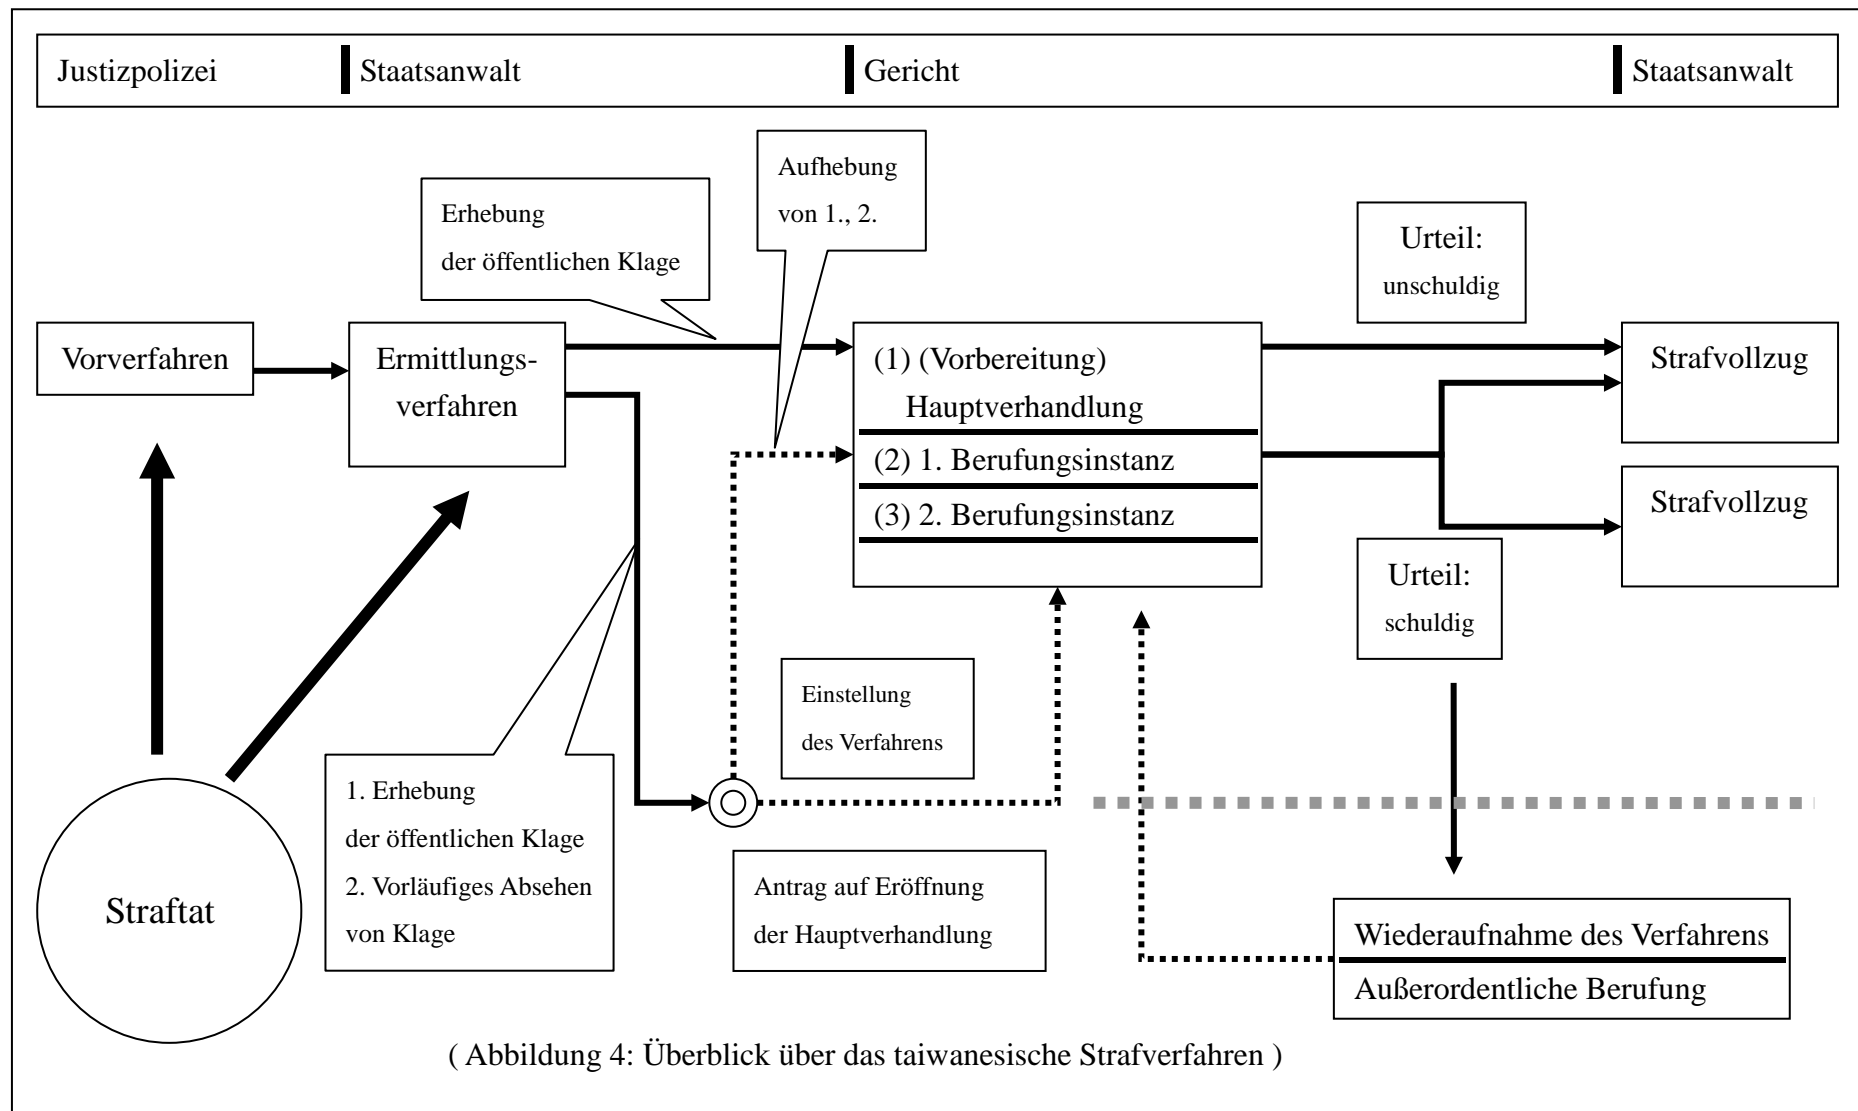 Justizpolizei
Staatsanwalt
Gericht
Staatsanwalt
Aufhebung
von 1., 2.
Erhebung
der öffentlichen Klage
Urteil:
unschuldig
Vorverfahren
Ermittlungs-
verfahren
(1) (Vorbereitung)
Hauptverhandlung
(2) 1. Berufungsinstanz
(3) 2. Berufungsinstanz
Strafvollzug
Strafvollzug
Urteil:
schuldig
Einstellung
des Verfahrens
1. Erhebung
der öffentlichen Klage
2. Vorläufiges Absehen
von Klage
Straftat
Antrag auf Eröffnung
der Hauptverhandlung
Wiederaufnahme des Verfahrens
Außerordentliche Berufung
( Abbildung 4: Überblick über das taiwanesische Strafverfahren )